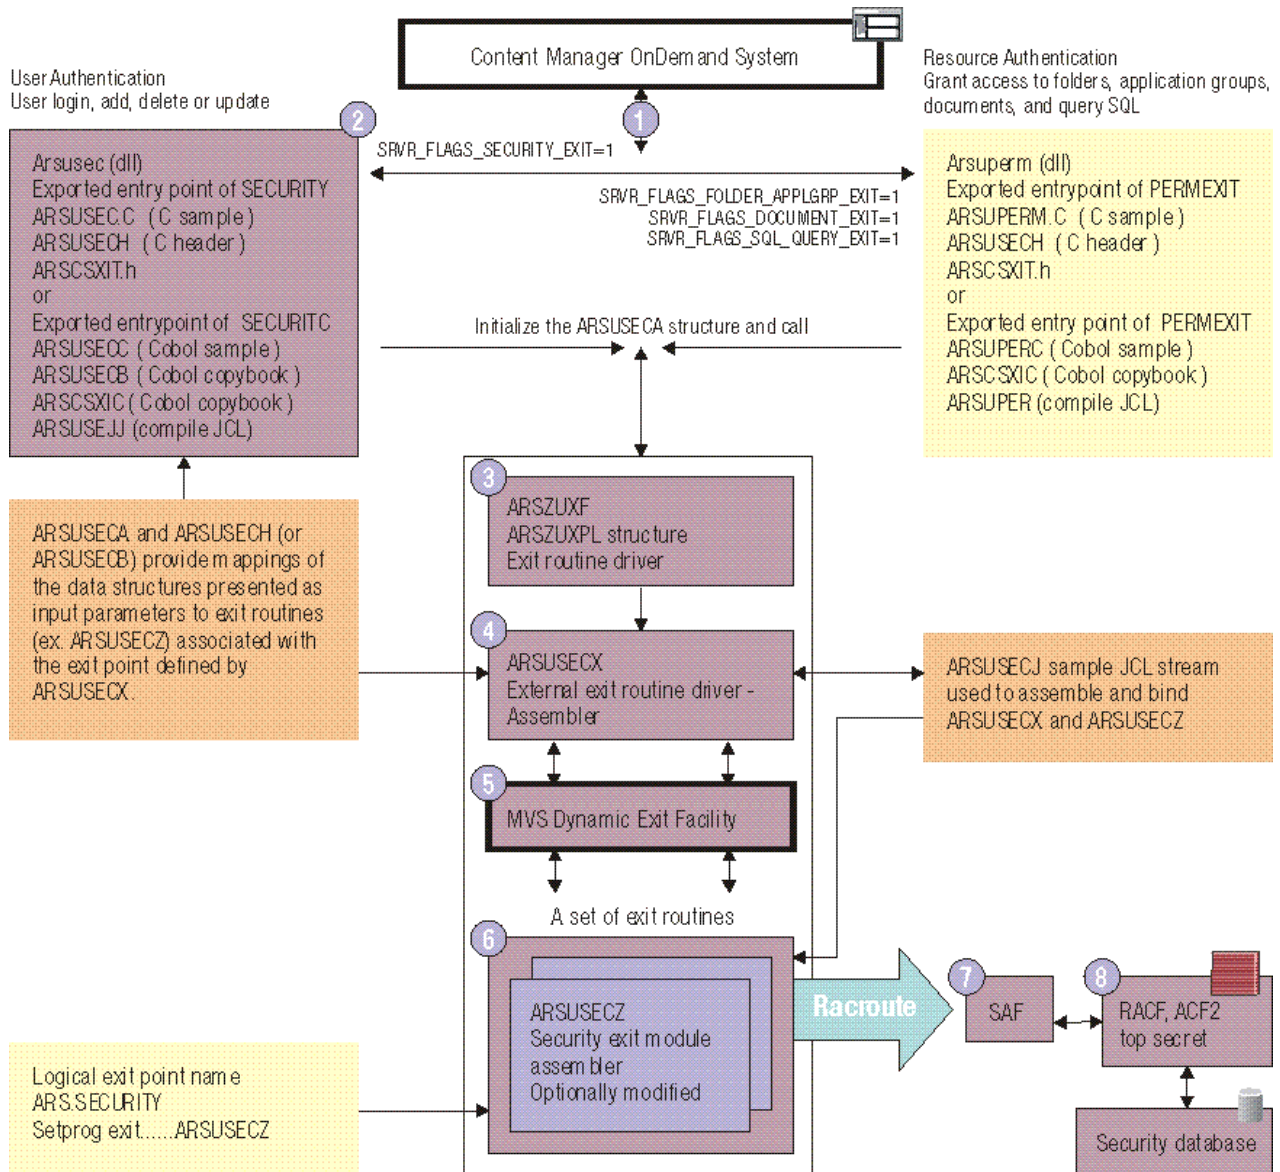 Content Manager OnDemand System
User Authentication
User login, add, delete or update
Resource Authentication
Grant access to folders, application groups,
documents, and query SQL
2
1
SRVR_FLAGS_SECURITY_EXIT=1
SRVR_FLAGS_FOLDER_APPLGRP_EXIT=1
SRVR_FLAGS_DOCUMENT_EXIT=1
SRVR_FLAGS_SQL_QUERY_EXIT=1
Arsusec (dll)
Exported entry point of SECURITY
ARSUSEC.C ( C sample )
ARSUSECH ( C header )
ARSCSXIT.h
or
Exported entrypoint of SECURITC
ARSUSECC ( Cobol sample )
ARSUSECB ( Cobol copybook )
ARSCSXIC ( Cobol copybook )
ARSUSEJJ (compile JCL)
Arsuperm (dll)
Exported entrypoint of PERMEXIT
ARSUPERM.C ( C sample )
ARSUSECH ( C header )
ARSCSXIT.h
or
Exported entry point of PERMEXIT
ARSUPERC ( Cobol sample )
ARSCSXIC ( Cobol copybook )
ARSUPER (compile JCL)
Initialize the ARSUSECA structure and call
3
ARSZUXF
ARSZUXPL structure
Exit routine driver
ARSUSECA and ARSUSECH (or
ARSUSECB) provide mappings of
the data structures presented as
input parameters to exit routines
(ex. ARSUSECZ) associated with
the exit point defined by
ARSUSECX.
4
ARSUSECX
External exit routine driver -
Assembler
ARSUSECJ sample JCL stream
used to assemble and bind
ARSUSECX and ARSUSECZ
5
MVS Dynamic Exit Facility
A set of exit routines
6
ARSUSECZ
Security exit module
assembler
Optionally modified
Racroute
7
SAF
8
RACF, ACF2
top secret
Security database
Logical exit point name
ARS.SECURITY
Setprog exit......ARSUSECZ